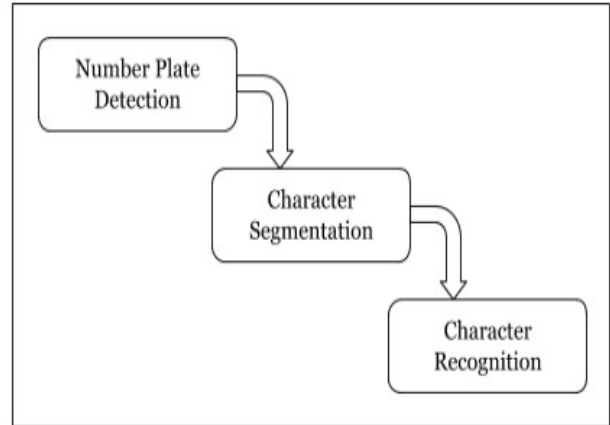 Number Plate
Detection
Character
Segmentation
Character
Recognition